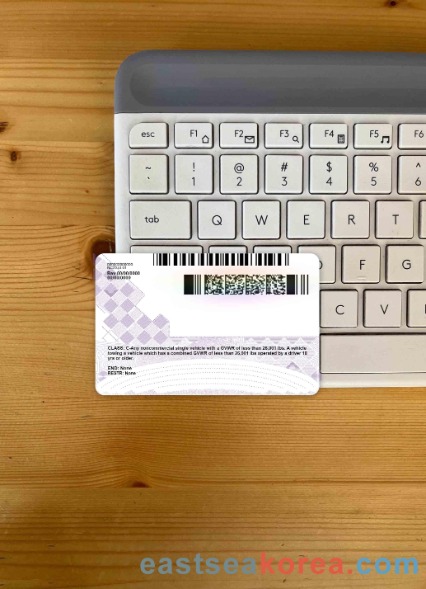 esc F1 F2 F3 F4 F5 F6
~ ! @ # $ % ^
` 1 2 3 4 5 6
tab Q W E R T
F G
C V B
CLASS: C-Any noncommercial single vehicle with a GVWR of less than 26,001 lbs. A vehicle
towing a vehicle which has a combined GVWR of less than 26,001 lbs operated by a driver 18
yrs or older.
END: None
RESTR: None
eastseakorea.com